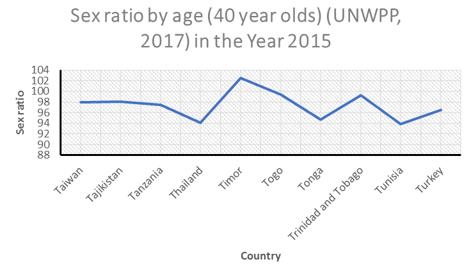 Sex ratio by age (40 year olds) (UNWPP,
2017) in the Year 2015
Sex ratio
104
102
100
98
96
94
92
90
88
Taiwan
Tajikistan
Tanzania
Thailand
Timor
Togo
Tonga
Trinidad and Tobago
Tunisia
Turkey
Country